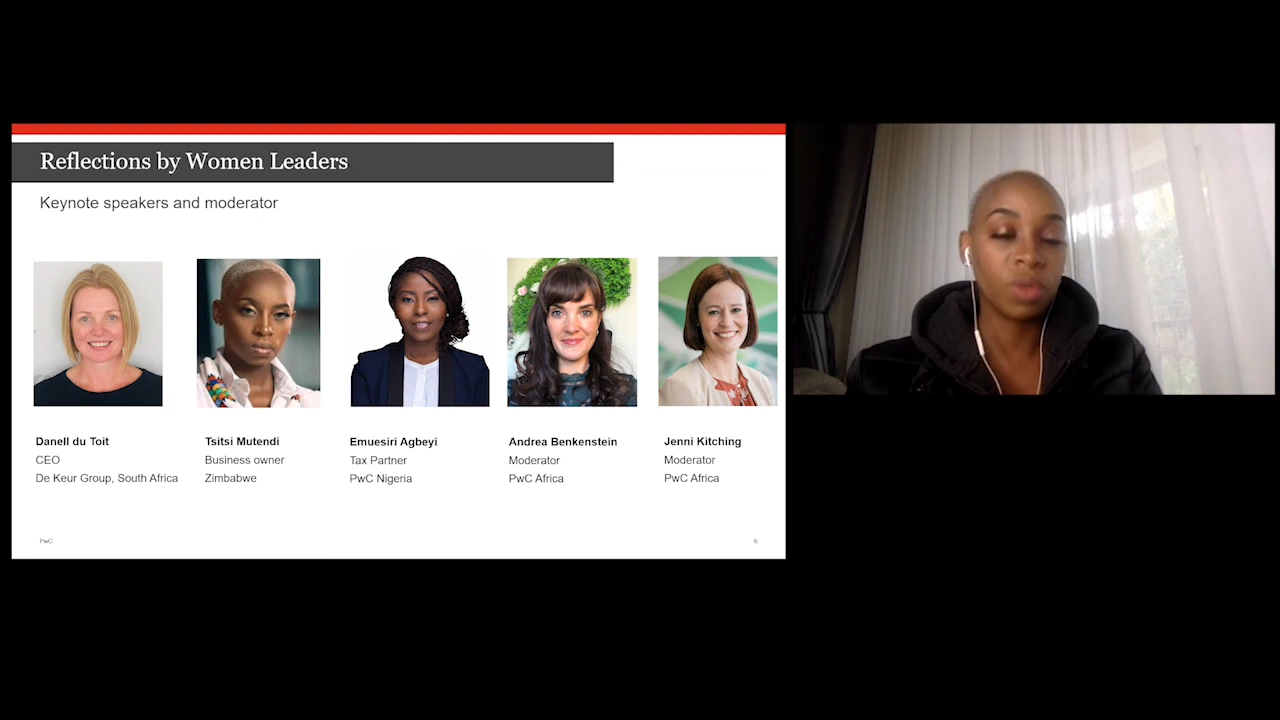 Reflections by Women Leaders
Keynote speakers and moderator
Danell du Toit
CEO
De Keur Group, South Africa
Tsitsi Mutendi
Business owner
Zimbabwe
Emuesiri Agbeyi
Tax Partner
PwC Nigeria
Andrea Benkenstein
Moderator
PwC Africa
Jenni Kitching
Moderator
PwC Africa
PwC
6